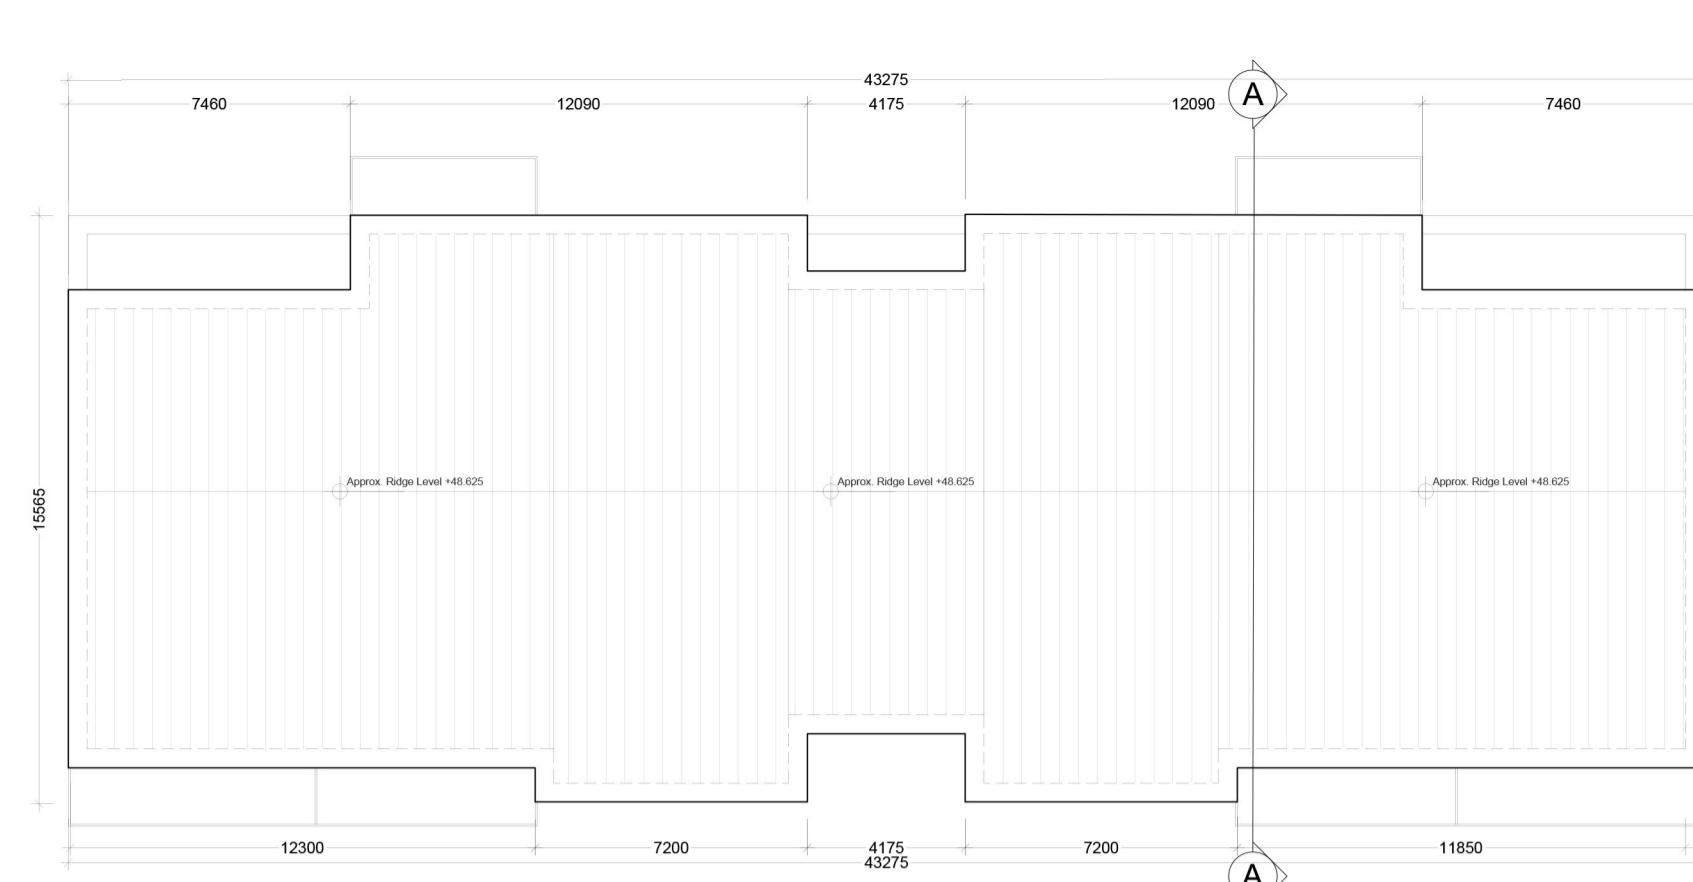 43275
7460 12090 4175 12090 7460
A
Approx. Ridge Level +48.625 Approx. Ridge Level +48.625 Approx. Ridge Level +48.625
15565
12300 7200 4175 7200 11850
43275
A